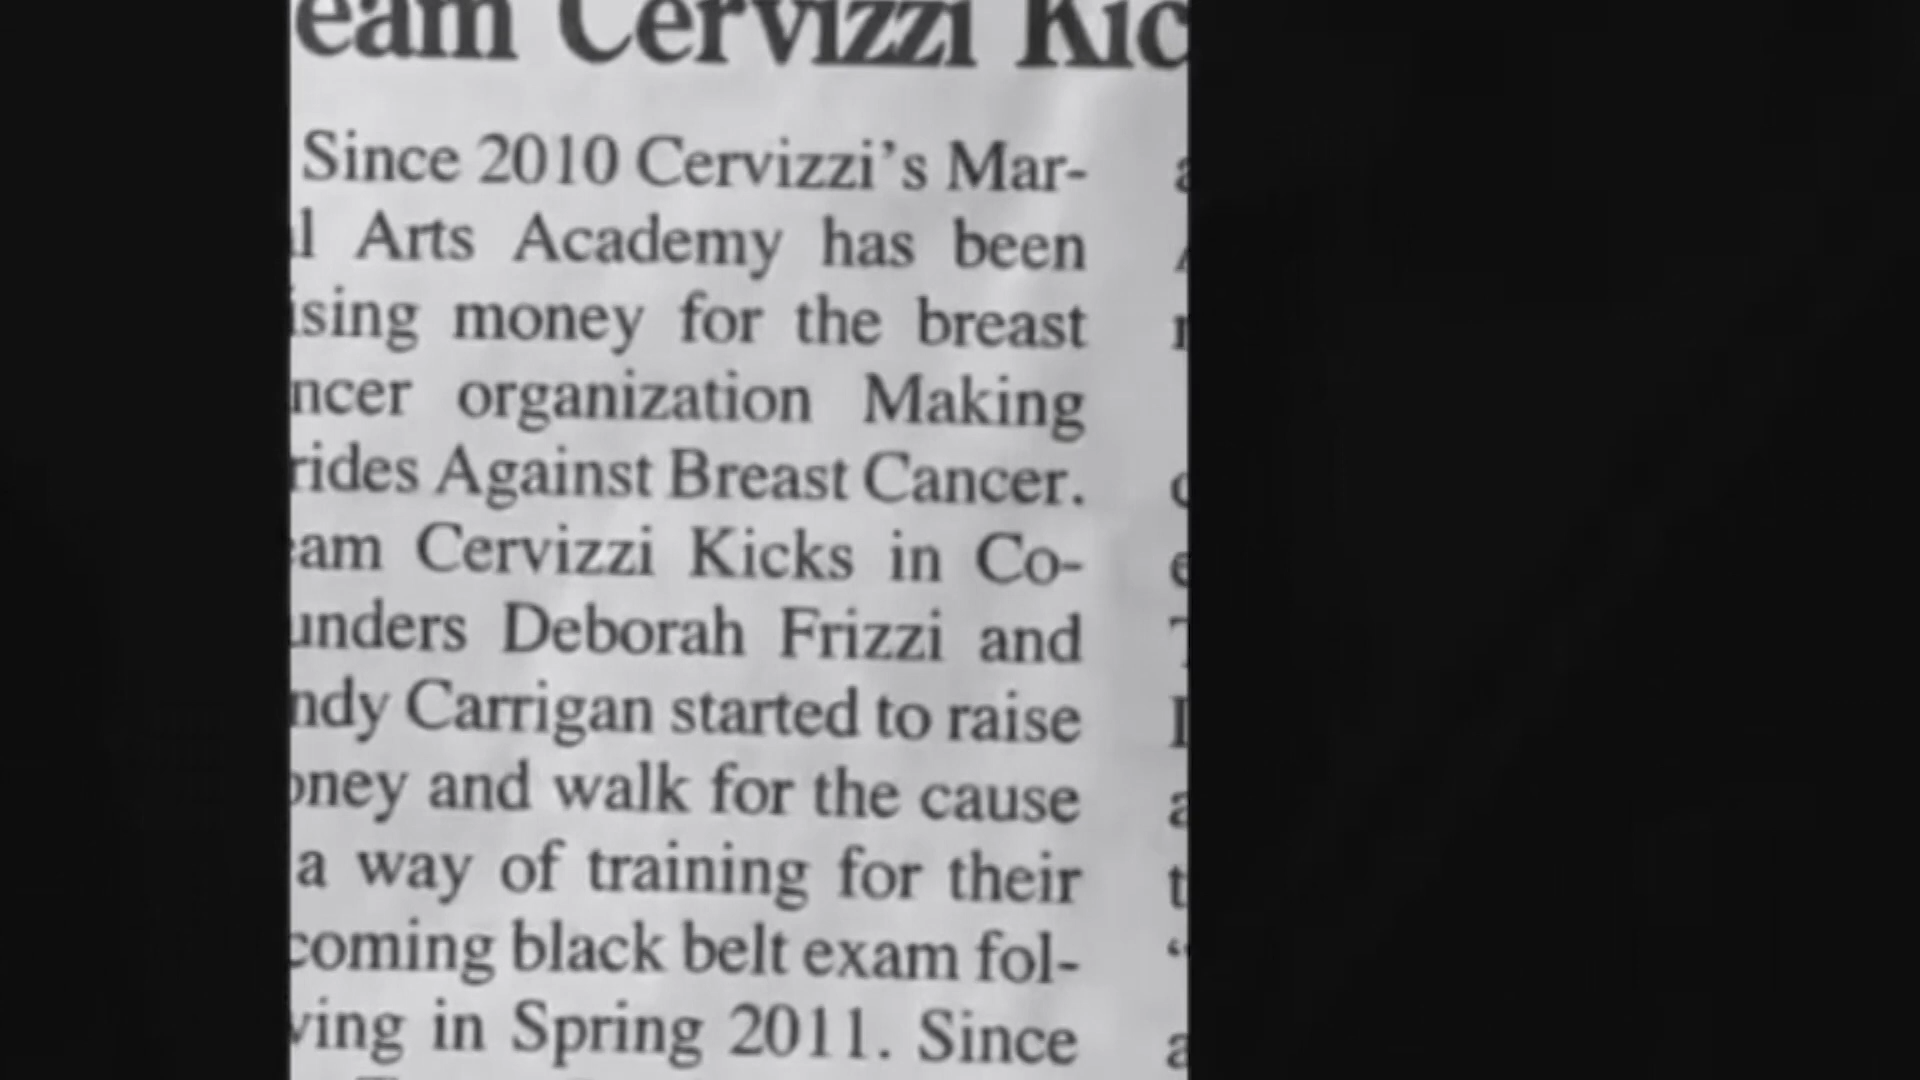 eam Cervizzi Kic
Since 2010 Cervizzi's Mar-
l Arts Academy has been
ising money for the breast
ncer organization Making
rides Against Breast Cancer.
am Cervizzi Kicks in Co-
unders Deborah Frizzi and
ndy Carrigan started to raise
oney and walk for the cause
a way of training for their
coming black belt exam fol-
ving in Spring 2011. Since